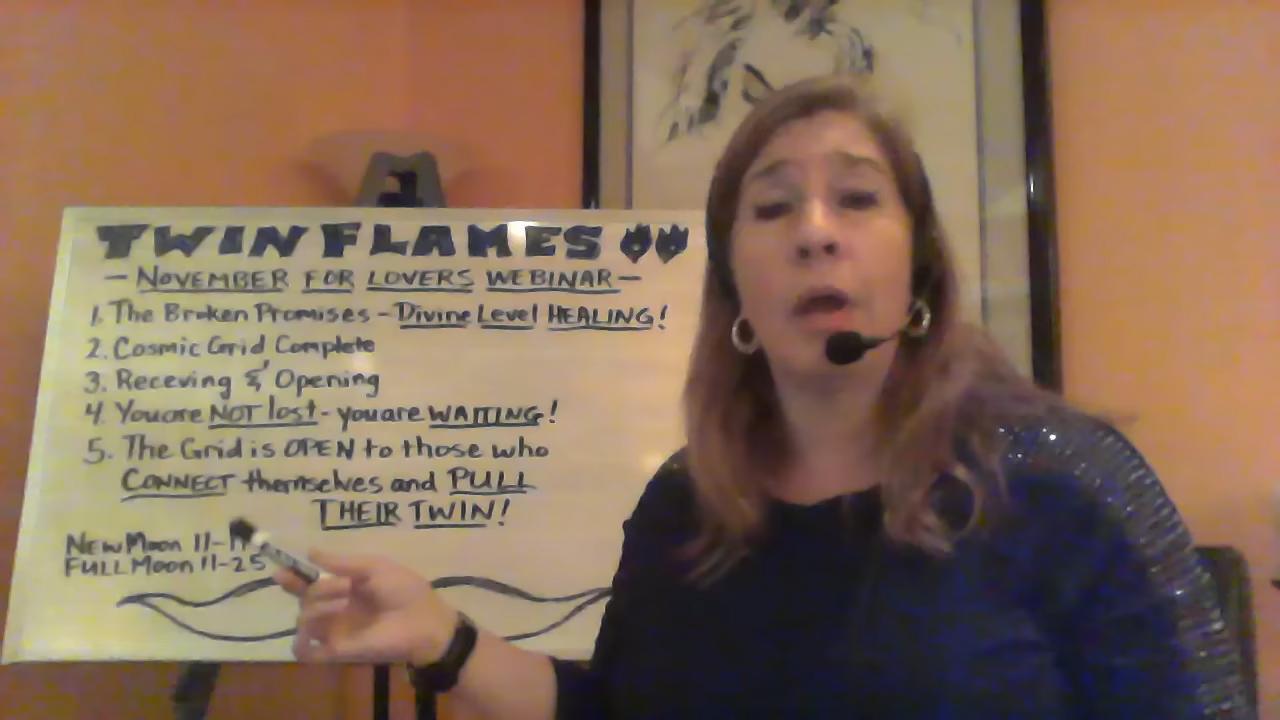 TWIN FLAMES
- NOVEMBER FOR LOVERS WEBINAR -
1. The Broken Promises - Divine Level HEALING!
2. Cosmic Grid Complete
3. Receving & Opening
4. You are NOT lost - you are WAITING!
5. The Grid is OPEN to those who
CONNECT themselves and PULL
THEIR TWIN!
NEW MOON 11-
FULL MOON 11-25